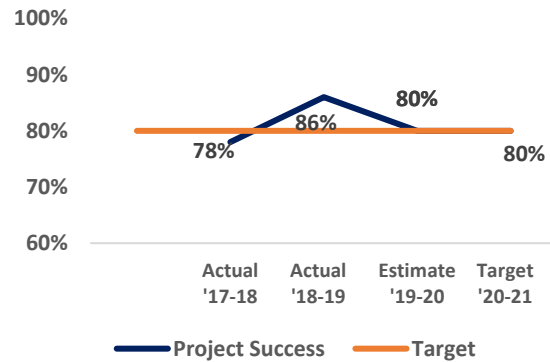 100%
90%
80%
80%
86%
78%
80%
70%
60%
Actual '17-18
Actual '18-19
Estimate '19-20
Target '20-21
Project Success
Target